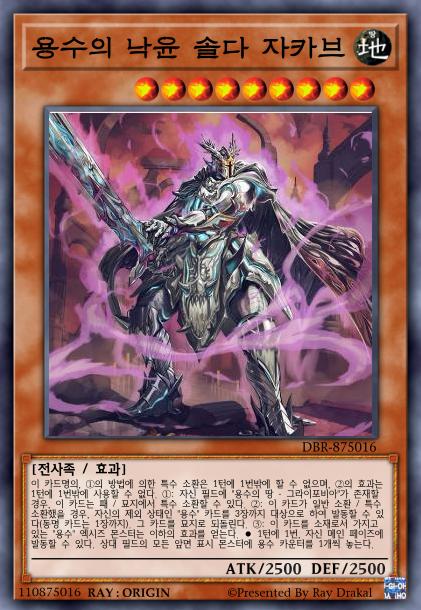 용수의 낙윤 솔다 자카브
땅
地
DBR-875016
[전사족 / 효과]
이 카드명의, ①의 방법에 의한 특수 소환은 1턴에 1번밖에 할 수 없으며, ②의 효과는
1턴에 1번밖에 사용할 수 없다. ①: 자신 필드에 "용수의 땅 - 그라이포비아"가 존재할
경우, 이 카드는 패 / 묘지에서 특수 소환할 수 있다. ②: 이 카드가 일반 소환 / 특수
소환했을 경우, 자신의 제외 상태인 "용수" 카드를 3장까지 대상으로 하여 발동할 수 있
다(동명 카드는 1장까지). 그 카드를 묘지로 되돌린다. ③: 이 카드를 소재로서 가지고
있는 "용수" 엑시즈 몬스터는 이하의 효과를 얻는다. ● 1턴에 1번, 자신 메인 페이즈에
발동할 수 있다. 상대 필드의 모든 앞면 표시 몬스터에 용수 카운터를 1개씩 놓는다.
ATK/2500 DEF/2500
110875016 RAY : ORIGIN ©Presented By Ray Drakal